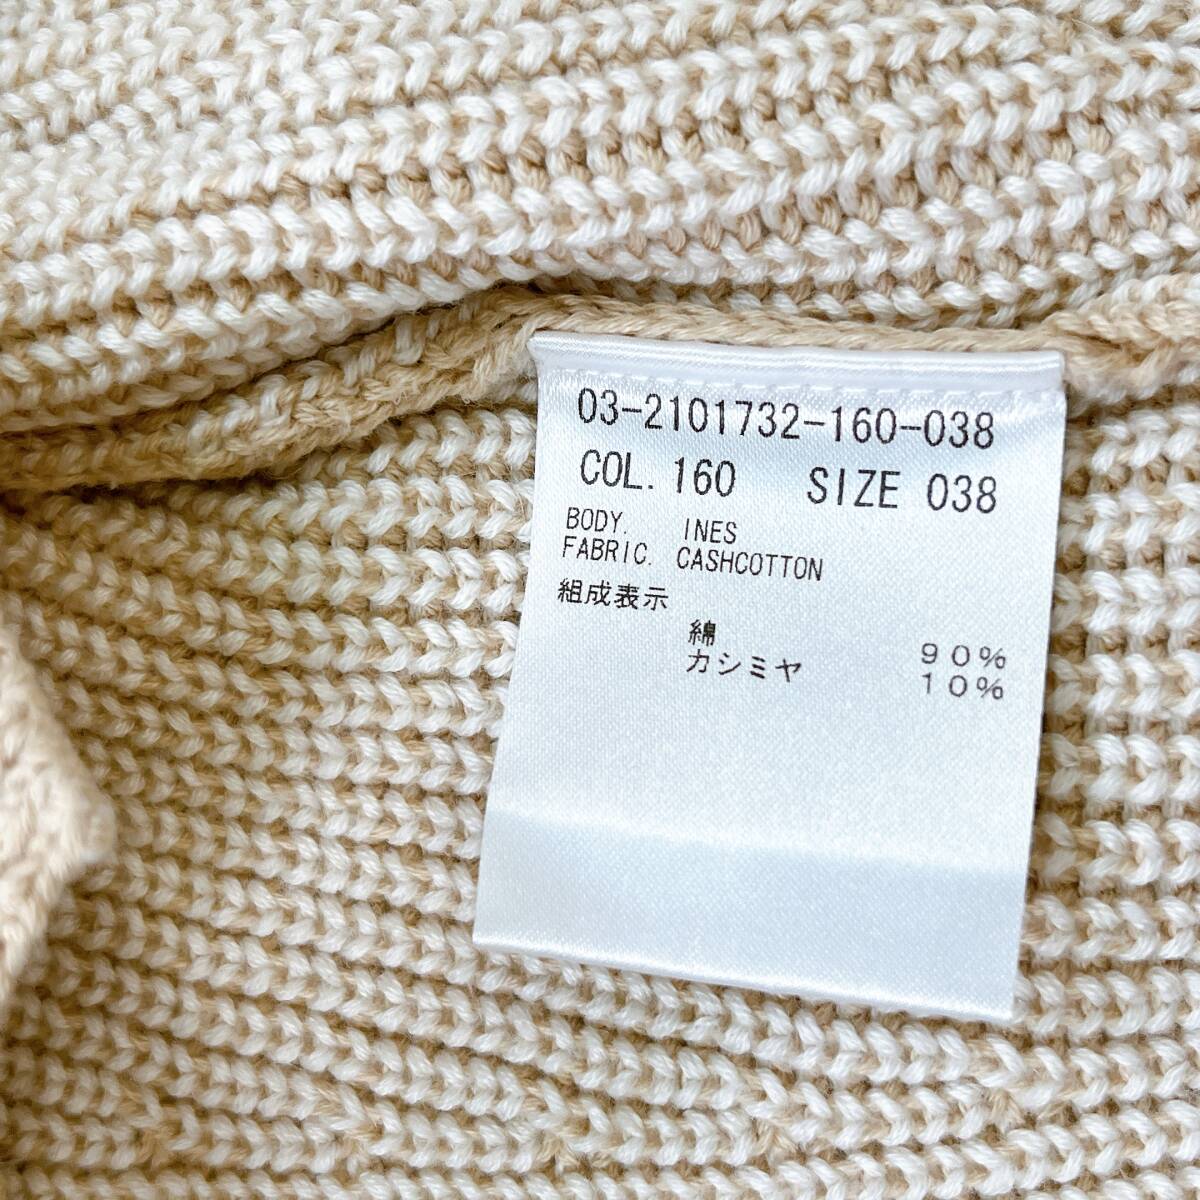 03-2101732-160-038
COL. 160 SIZE 038
BODY. INES
FABRIC. CASHCOTTON
組成表示
綿 90%
カシミヤ 10%